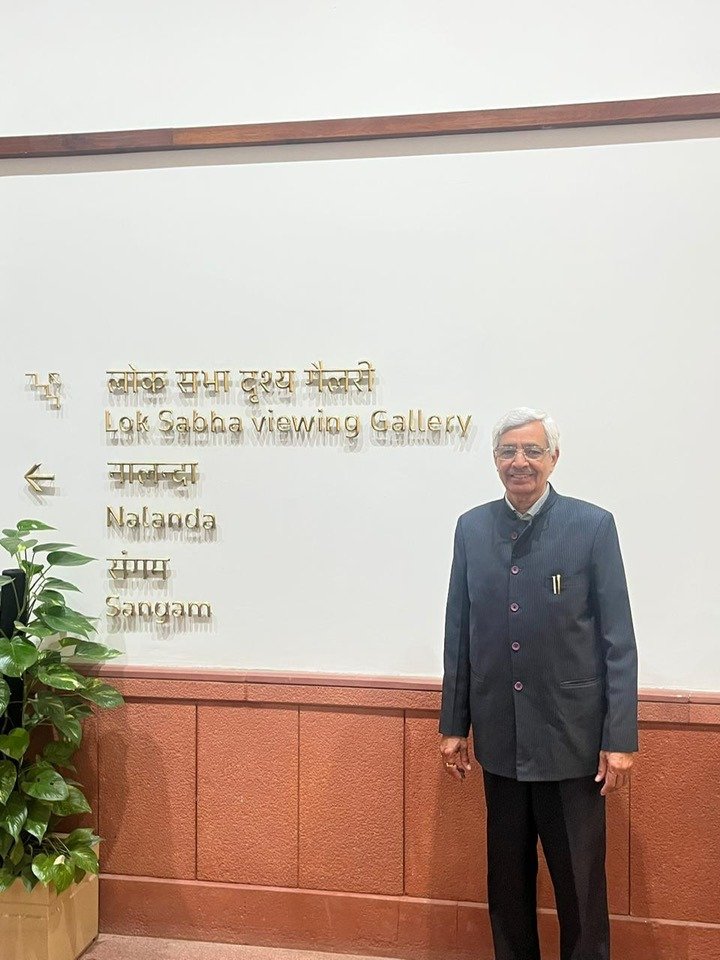 लोक सभा दृश्य गैलरी
Lok Sabha viewing Gallery
नालन्दा
Nalanda
संगम
Sangam